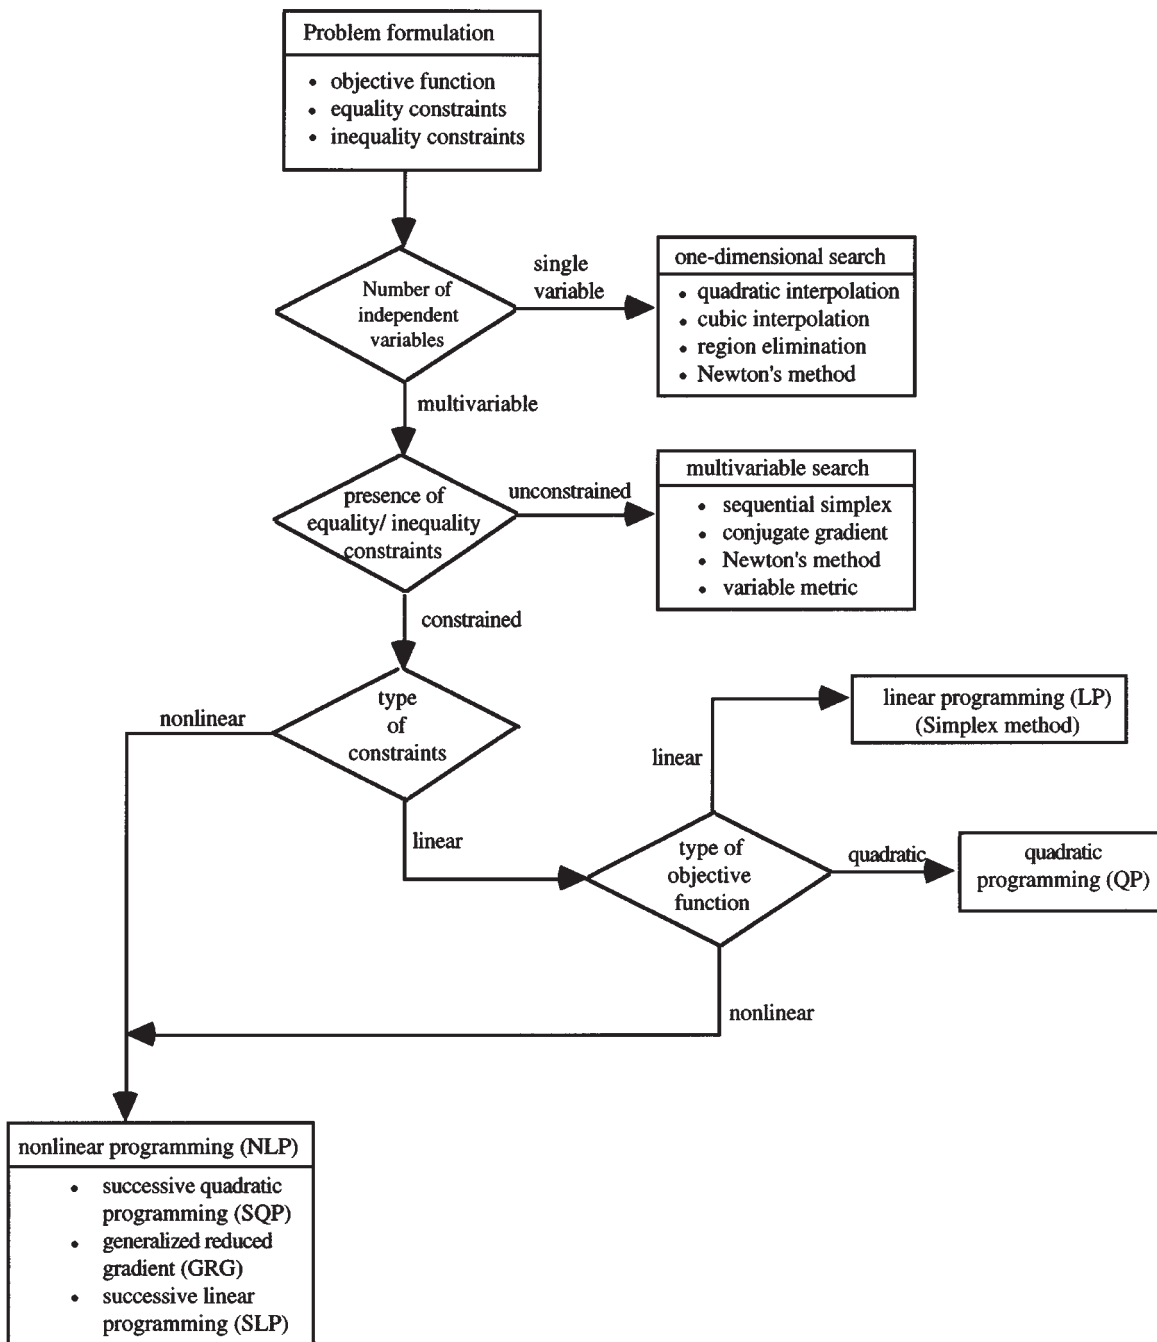 Problem formulation
• objective function
• equality constraints
• inequality constraints
Number of
independent
variables
single
variable
one-dimensional search
• quadratic interpolation
• cubic interpolation
• region elimination
• Newton's method
multivariable
presence of
equality/ inequality
constraints
unconstrained
multivariable search
• sequential simplex
• conjugate gradient
• Newton's method
• variable metric
constrained
type
of
constraints
nonlinear
linear
type of
objective
function
linear
linear programming (LP)
(Simplex method)
quadratic
quadratic
programming (QP)
nonlinear
nonlinear programming (NLP)
• successive quadratic
programming (SQP)
• generalized reduced
gradient (GRG)
• successive linear
programming (SLP)